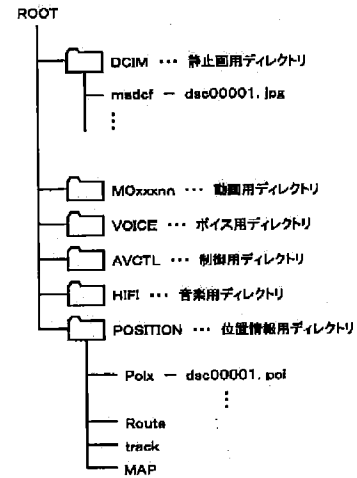 ROOT
DCIM … 静止画用ディレクトリ
msdcf — dsc00001.jpg
⋮
MOxxxnn … 動画用ディレクトリ
VOICE … ボイス用ディレクトリ
AVCTL … 制御用ディレクトリ
HIFI … 音楽用ディレクトリ
POSITION … 位置情報用ディレクトリ
Poix — dsc00001.poi
⋮
Route
track
MAP